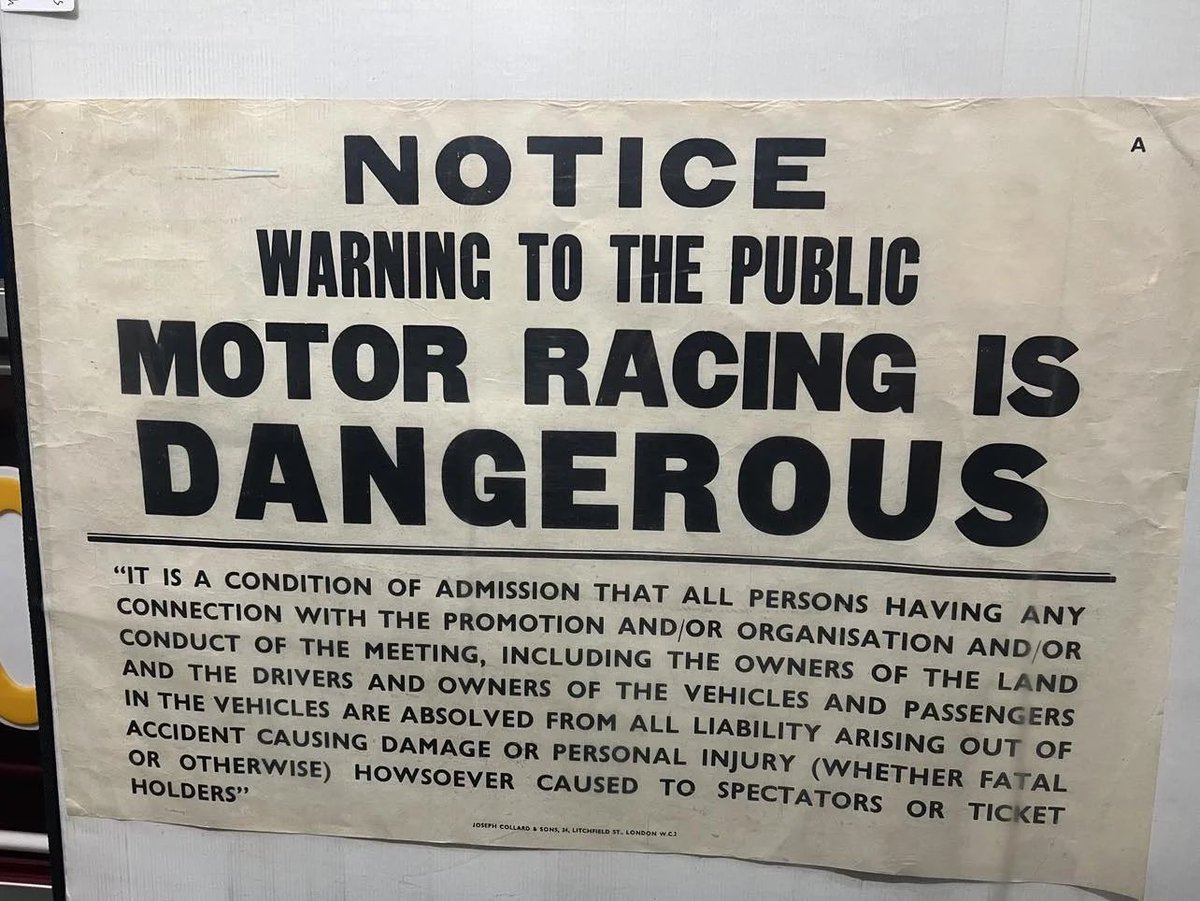 A
NOTICE
WARNING TO THE PUBLIC
MOTOR RACING IS
DANGEROUS
“IT IS A CONDITION OF ADMISSION THAT ALL PERSONS HAVING ANY
CONNECTION WITH THE PROMOTION AND/OR ORGANISATION AND/OR
CONDUCT OF THE MEETING, INCLUDING THE OWNERS OF THE LAND
AND THE DRIVERS AND OWNERS OF THE VEHICLES AND PASSENGERS
IN THE VEHICLES ARE ABSOLVED FROM ALL LIABILITY ARISING OUT OF
ACCIDENT CAUSING DAMAGE OR PERSONAL INJURY (WHETHER FATAL
OR OTHERWISE) HOWSOEVER CAUSED TO SPECTATORS OR TICKET
HOLDERS”
JOSEPH COLLARD & SONS, 34, LITCHFIELD ST., LONDON W.C.2